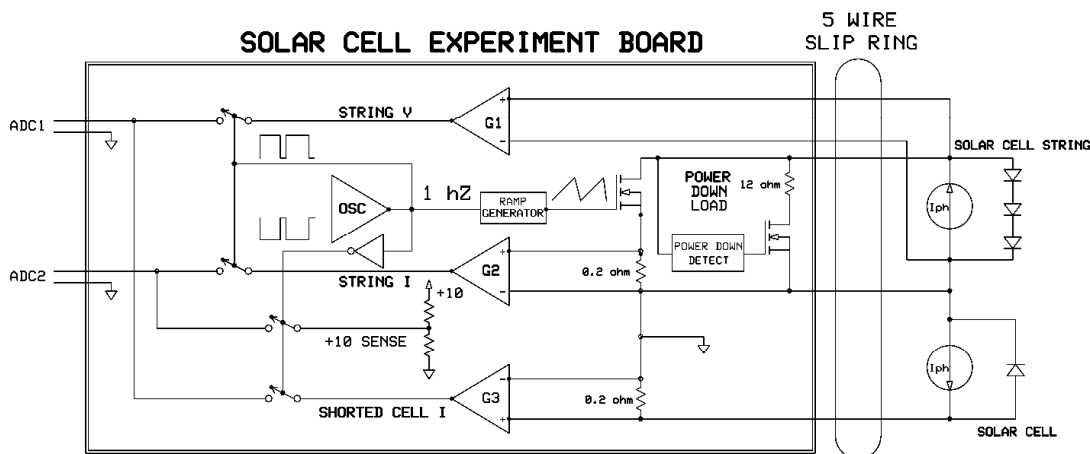 5 WIRE
SLIP RING
SOLAR CELL EXPERIMENT BOARD
ADC1
STRING V
+
G1
-
SOLAR CELL STRING
OSC
1 hZ
RAMP
GENERATOR
POWER
DOWN
LOAD
12 ohm
Iph
POWER DOWN
DETECT
ADC2
STRING I
+
G2
-
0.2 ohm
+10
+10 SENSE
Iph
-
G3
+
0.2 ohm
SHORTED CELL I
SOLAR CELL